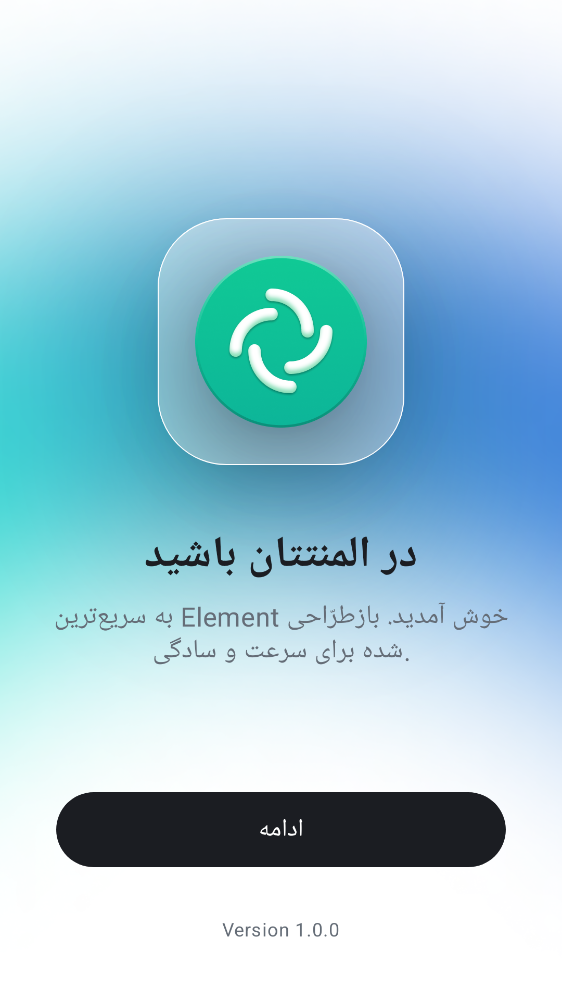 در المنتتان باشید
به سریع‌ترین Element خوش آمدید. بازطرّاحی
شده برای سرعت و سادگی.
ادامه
Version 1.0.0